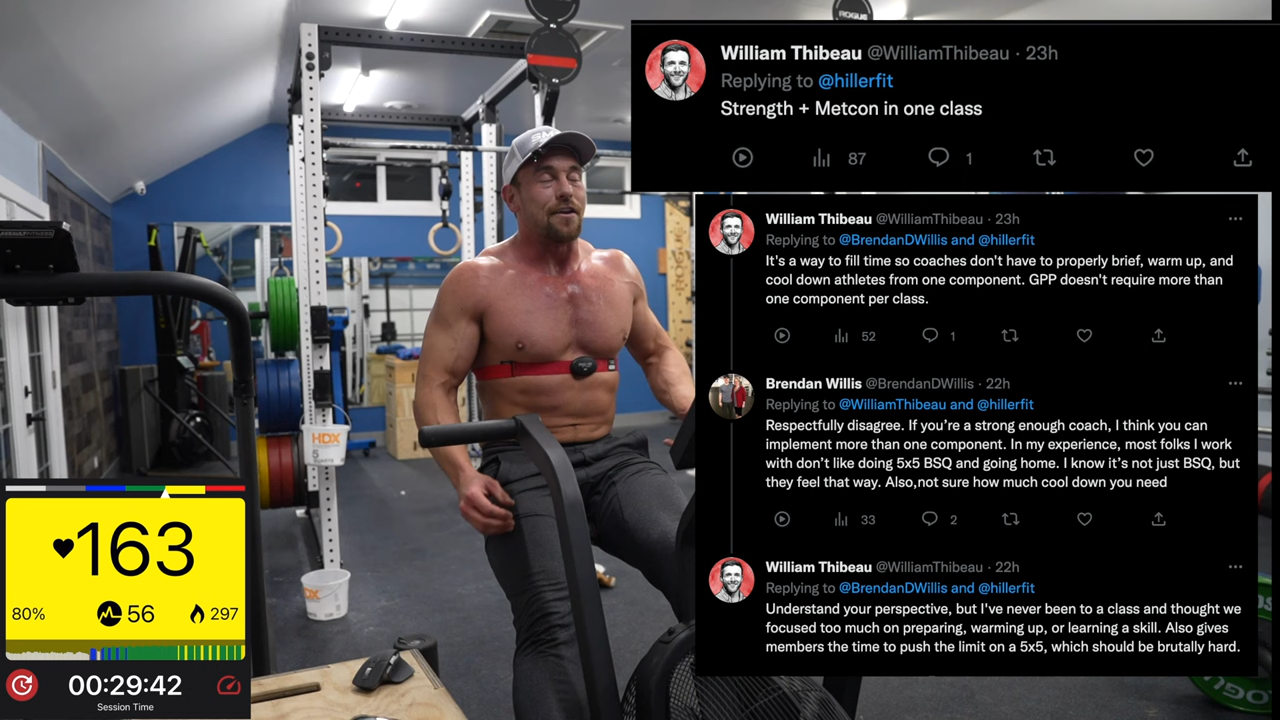 ROGUE
William Thibeau @WilliamThibeau · 23h
Replying to @hillerfit
Strength + Metcon in one class
87
1
William Thibeau @WilliamThibeau · 23h
Replying to @BrendanDWillis and @hillerfit
It's a way to fill time so coaches don't have to properly brief, warm up, and
cool down athletes from one component. GPP doesn't require more than
one component per class.
52
1
Brendan Willis @BrendanDWillis · 22h
Replying to @WilliamThibeau and @hillerfit
Respectfully disagree. If you're a strong enough coach, I think you can
implement more than one component. In my experience, most folks I work
with don't like doing 5x5 BSQ and going home. I know it's not just BSQ, but
they feel that way. Also,not sure how much cool down you need
33
2
William Thibeau @WilliamThibeau · 22h
Replying to @BrendanDWillis and @hillerfit
Understand your perspective, but I've never been to a class and thought we
focused too much on preparing, warming up, or learning a skill. Also gives
members the time to push the limit on a 5x5, which should be brutally hard.
HDX
5
163
80%
56
297
00:29:42
Session Time